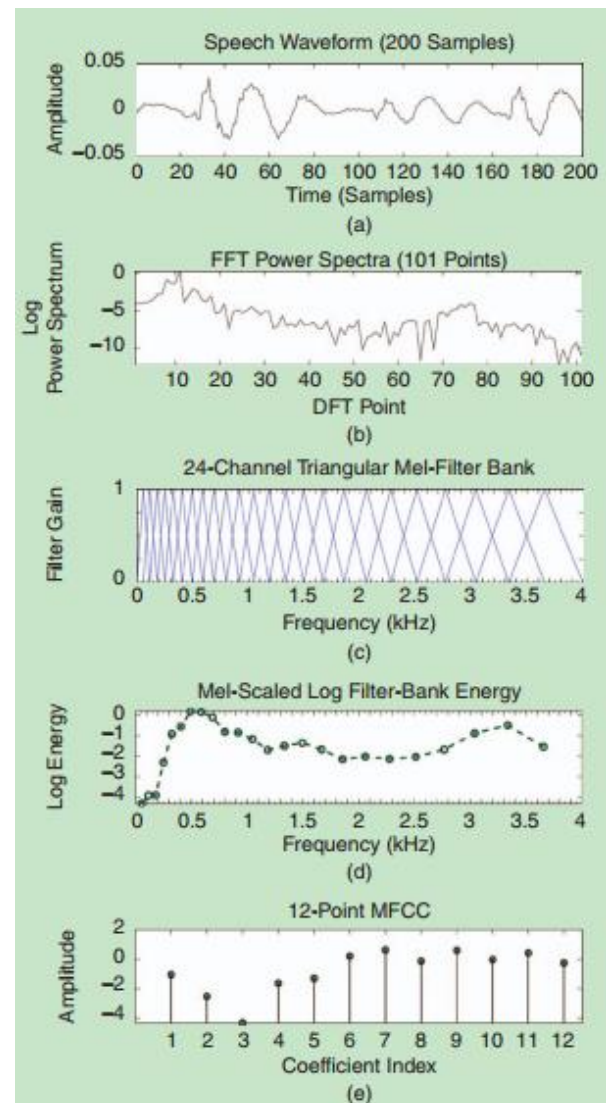 Speech Waveform (200 Samples)
Amplitude
0.05
0
−0.05
0 20 40 60 80 100 120 140 160 180 200
Time (Samples)
(a)
FFT Power Spectra (101 Points)
Log
Power Spectrum
0
−5
−10
10 20 30 40 50 60 70 80 90 100
DFT Point
(b)
24-Channel Triangular Mel-Filter Bank
Filter Gain
1
0
0 0.5 1 1.5 2 2.5 3 3.5 4
Frequency (kHz)
(c)
Mel-Scaled Log Filter-Bank Energy
Log Energy
0
−1
−2
−3
−4
0 0.5 1 1.5 2 2.5 3 3.5 4
Frequency (kHz)
(d)
12-Point MFCC
Amplitude
2
0
−2
−4
1 2 3 4 5 6 7 8 9 10 11 12
Coefficient Index
(e)